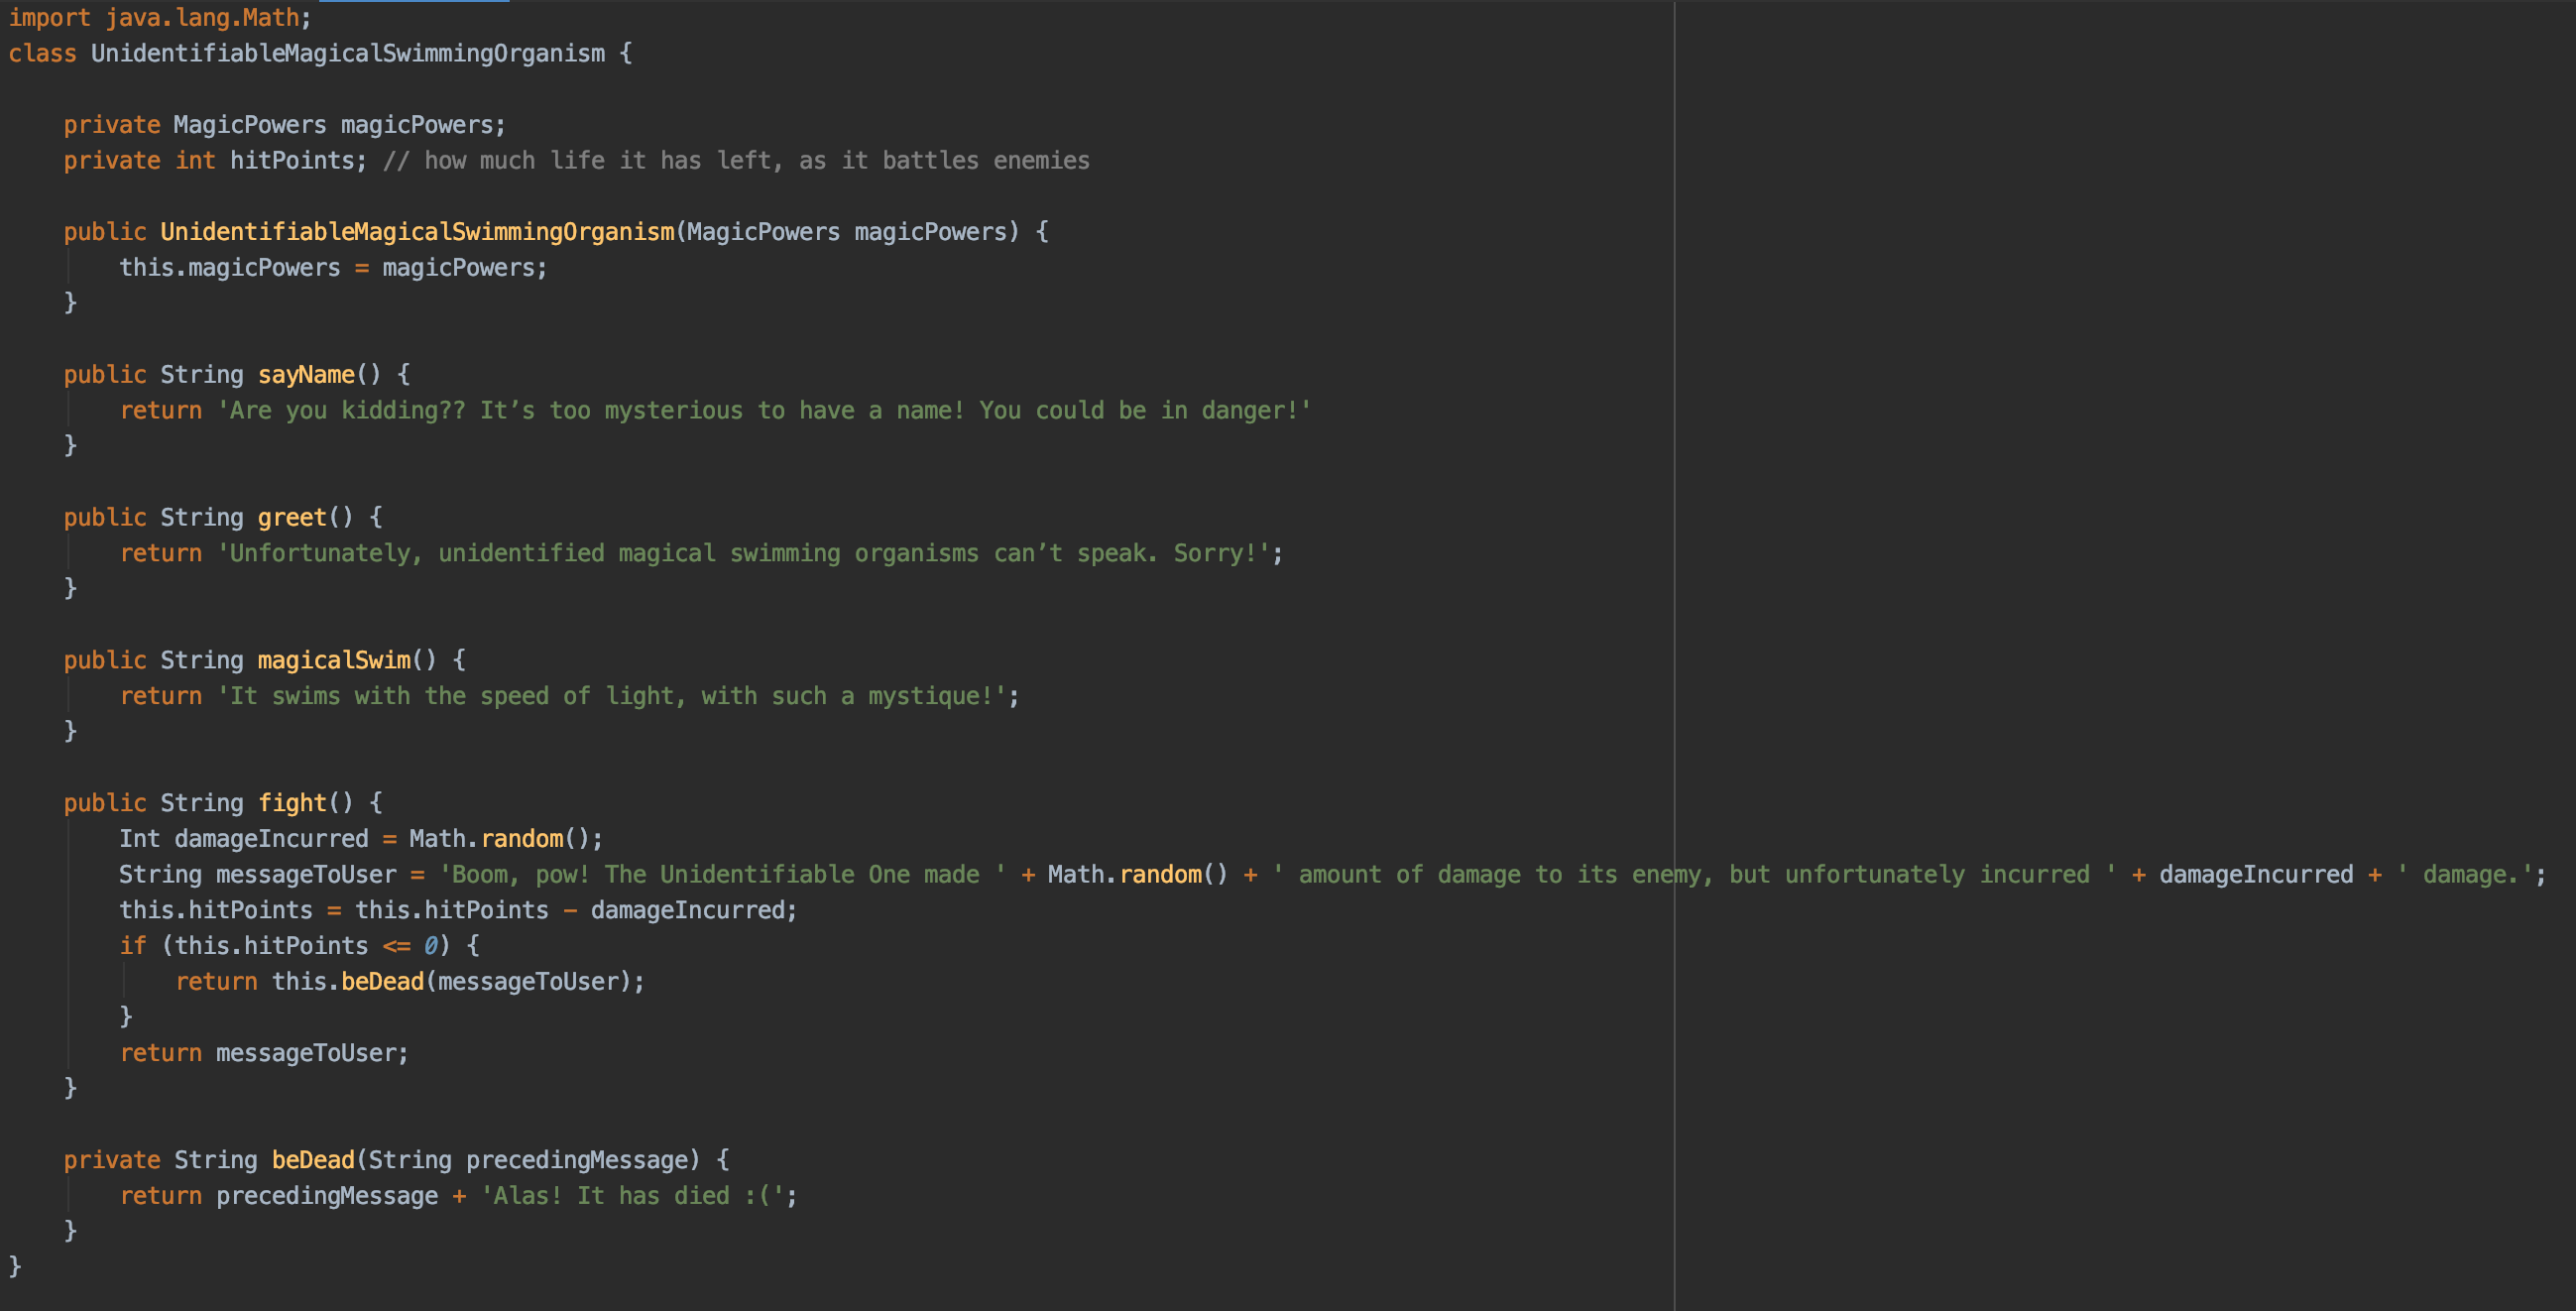 import java.lang.Math;
class UnidentifiableMagicalSwimmingOrganism {
private MagicPowers magicPowers;
private int hitPoints; // how much life it has left, as it battles enemies
public UnidentifiableMagicalSwimmingOrganism(MagicPowers magicPowers) {
this.magicPowers = magicPowers;
}
public String sayName() {
return 'Are you kidding?? It’s too mysterious to have a name! You could be in danger!'
}
public String greet() {
return 'Unfortunately, unidentified magical swimming organisms can’t speak. Sorry!';
}
public String magicalSwim() {
return 'It swims with the speed of light, with such a mystique!';
}
public String fight() {
Int damageIncurred = Math.random();
String messageToUser = 'Boom, pow! The Unidentifiable One made ' + Math.random() + ' amount of damage to its enemy, but unfortunately incurred ' + damageIncurred + ' damage.';
this.hitPoints = this.hitPoints - damageIncurred;
if (this.hitPoints <= 0) {
return this.beDead(messageToUser);
}
return messageToUser;
}
private String beDead(String precedingMessage) {
return precedingMessage + 'Alas! It has died :(';
}
}